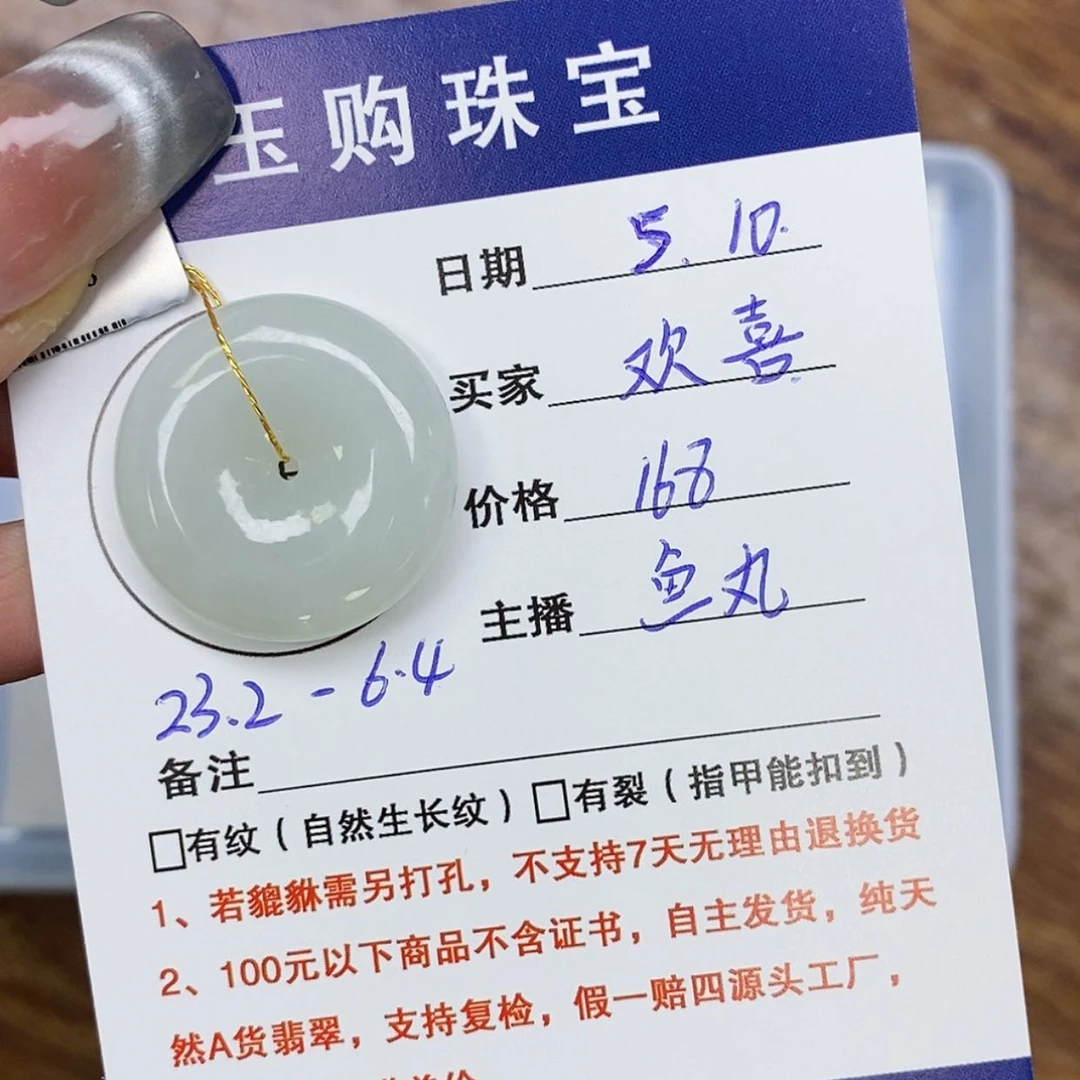 玉购珠宝
日期 5.10.
买家 欢喜
价格 168
主播 鱼丸
23.2-6.4
备注
□有纹（自然生长纹）□有裂（指甲能扣到）
1、若貔貅需另打孔，不支持7天无理由退换货
2、100元以下商品不含证书，自主发货，纯天
然A货翡翠，支持复检，假一赔四源头工厂，